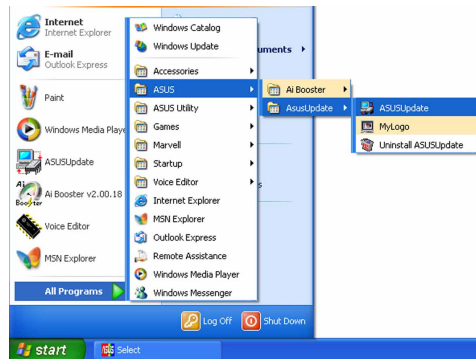 Internet
Internet Explorer
E-mail
Outlook Express
Paint
Windows Media Playe
ASUSUpdate
Ai Booster v2.00.18
Voice Editor
MSN Explorer
All Programs
Windows Catalog
Windows Update
Accessories
ASUS
ASUS Utility
Games
Marvell
Startup
Voice Editor
Internet Explorer
MSN Explorer
Outlook Express
Remote Assistance
Windows Media Player
Windows Messenger
uments
s
Ai Booster
AsusUpdate
ASUSUpdate
MyLogo
Uninstall ASUSUpdate
Log Off
Shut Down
start
Select